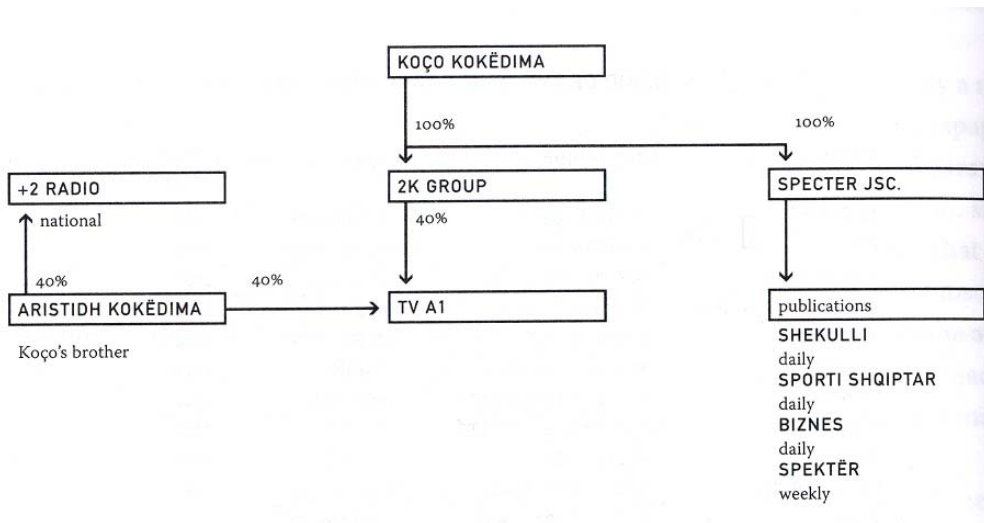 KOÇO KOKËDIMA
100%
100%
+2 RADIO
2K GROUP
SPECTER JSC.
national
40%
40%
40%
ARISTIDH KOKËDIMA
TV A1
publications
Koço's brother
SHEKULLI
daily
SPORTI SHQIPTAR
daily
BIZNES
daily
SPEKTËR
weekly